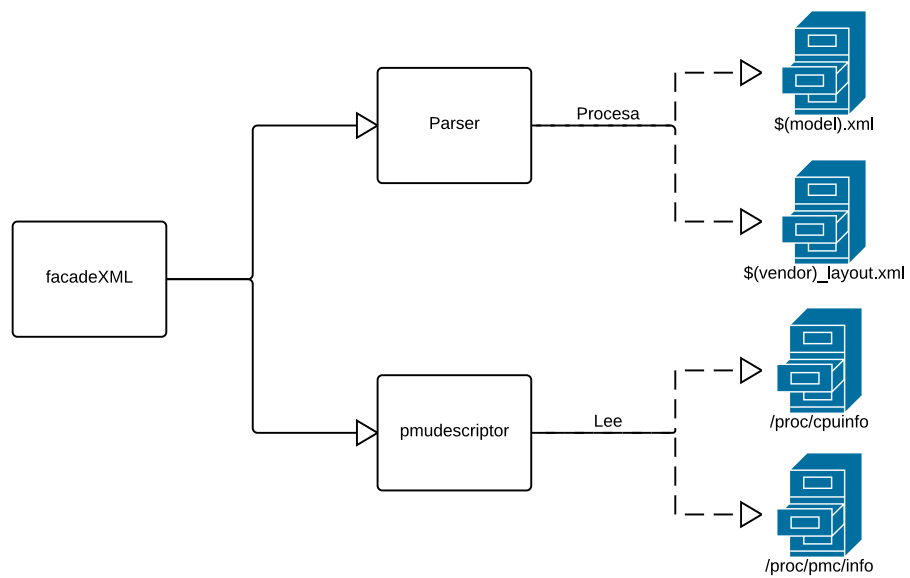 Parser
Procesa
$(model).xml
$(vendor)_layout.xml
facadeXML
pmudescriptor
Lee
/proc/cpuinfo
/proc/pmc/info